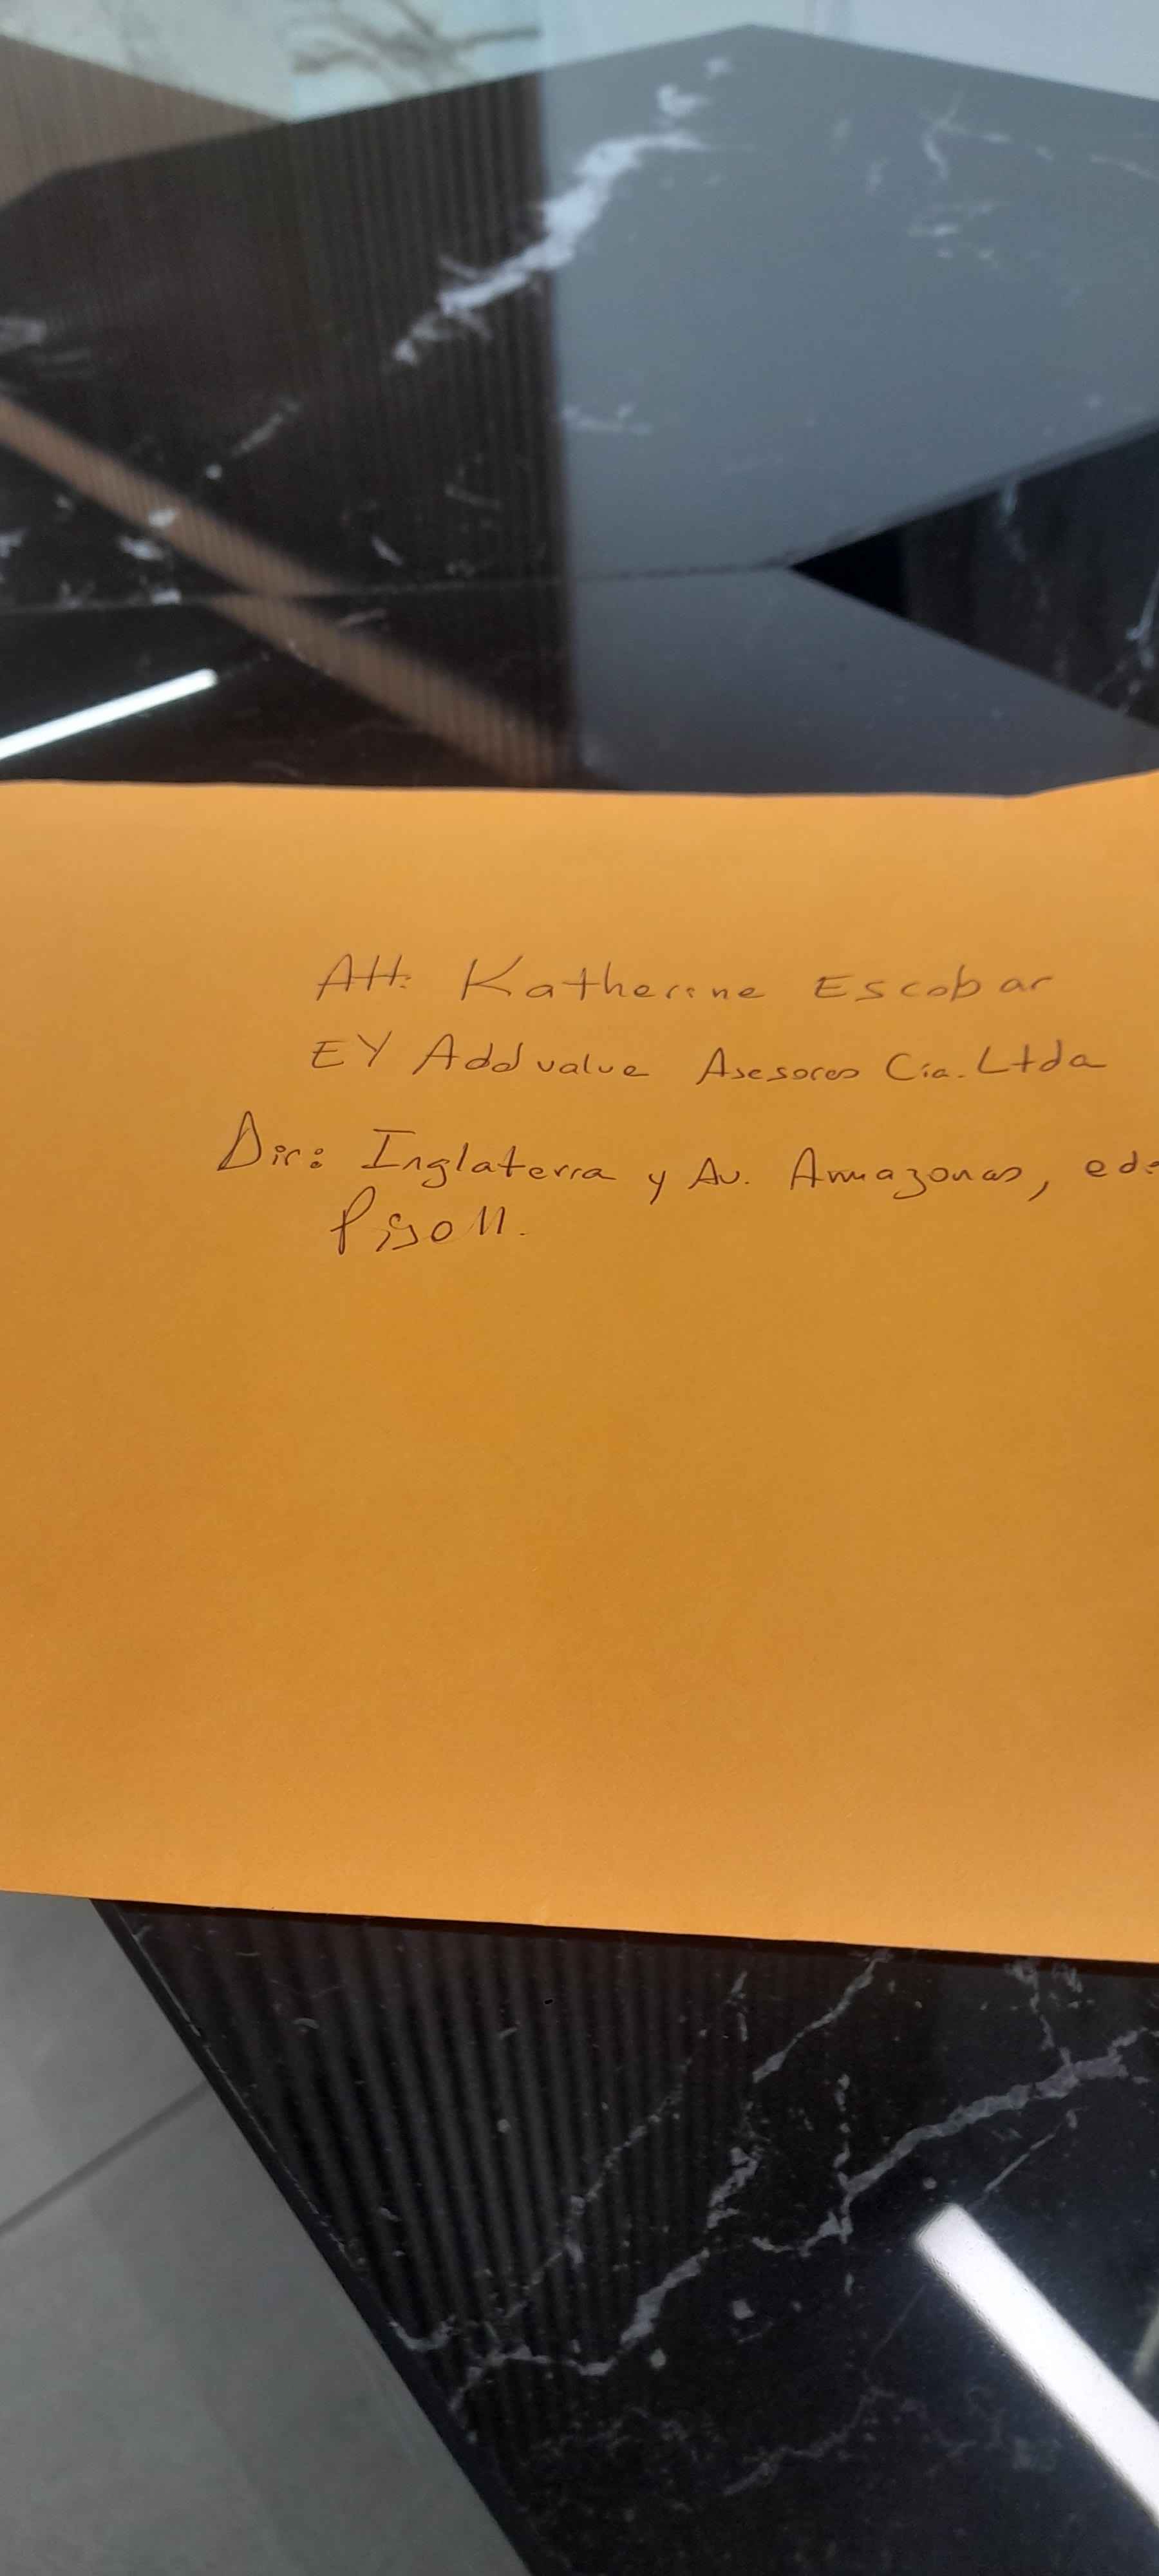 Att: Katherine Escobar
EY Addvalue Asesores Cia. Ltda
Dir: Inglaterra y Av. Amazonas,
Piso 11.